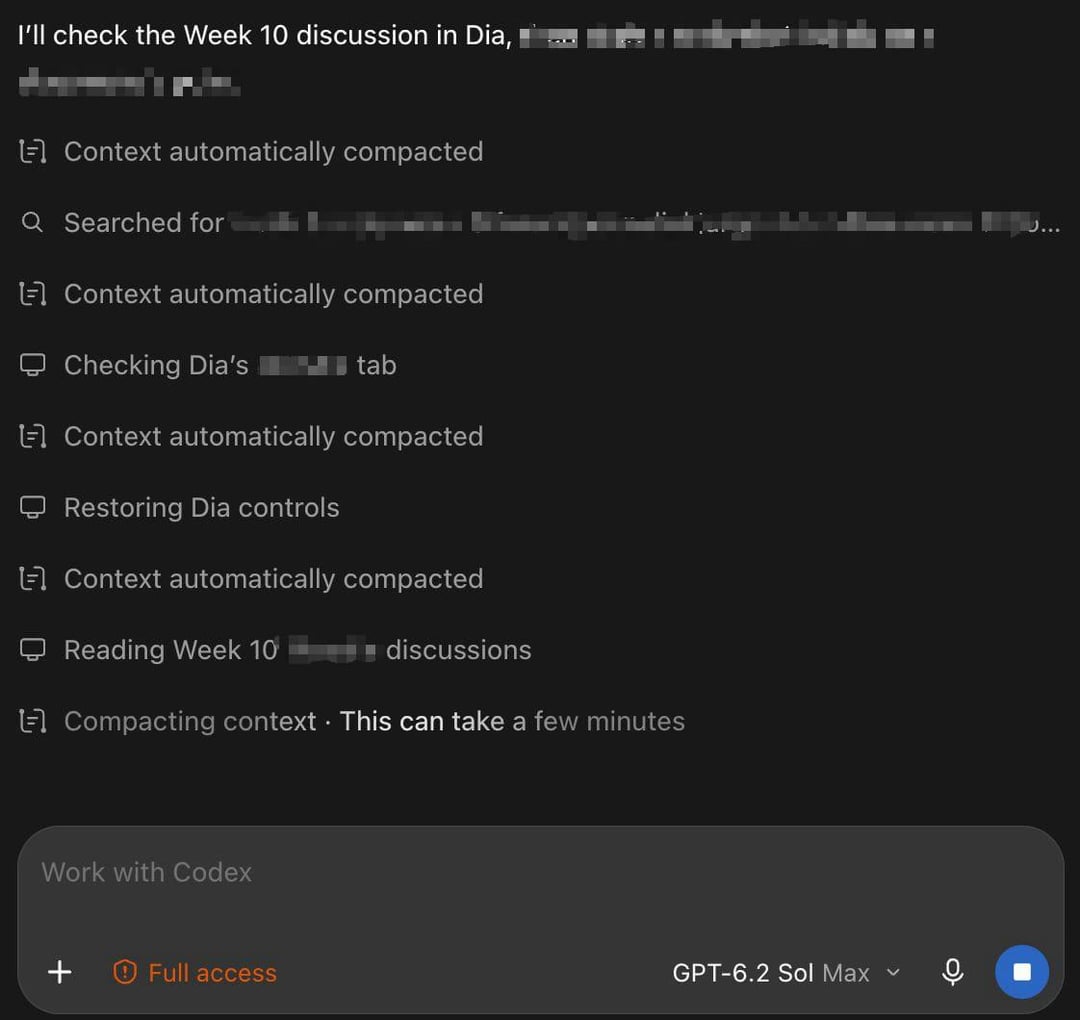 I’ll check the Week 10 discussion in Dia,
Context automatically compacted
Searched for
Context automatically compacted
Checking Dia’s tab
Context automatically compacted
Restoring Dia controls
Context automatically compacted
Reading Week 10 discussions
Compacting context · This can take a few minutes
Work with Codex
Full access GPT-6.2 Sol Max